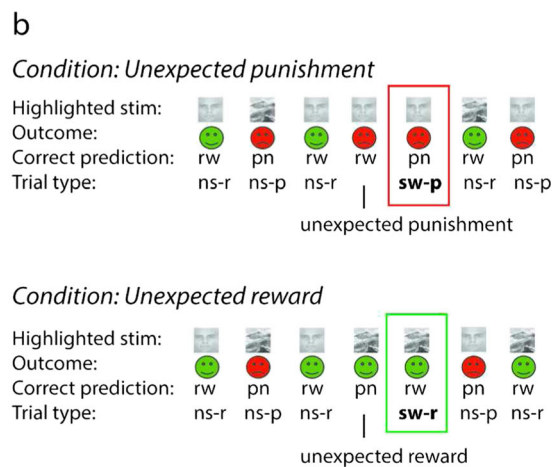 b
Condition: Unexpected punishment
Highlighted stim:
Outcome:
Correct prediction: rw pn rw rw pn rw pn
Trial type: ns-r ns-p ns-r sw-p ns-r ns-p
unexpected punishment
Condition: Unexpected reward
Highlighted stim:
Outcome:
Correct prediction: rw pn rw pn rw pn rw
Trial type: ns-r ns-p ns-r sw-r ns-p ns-r
unexpected reward